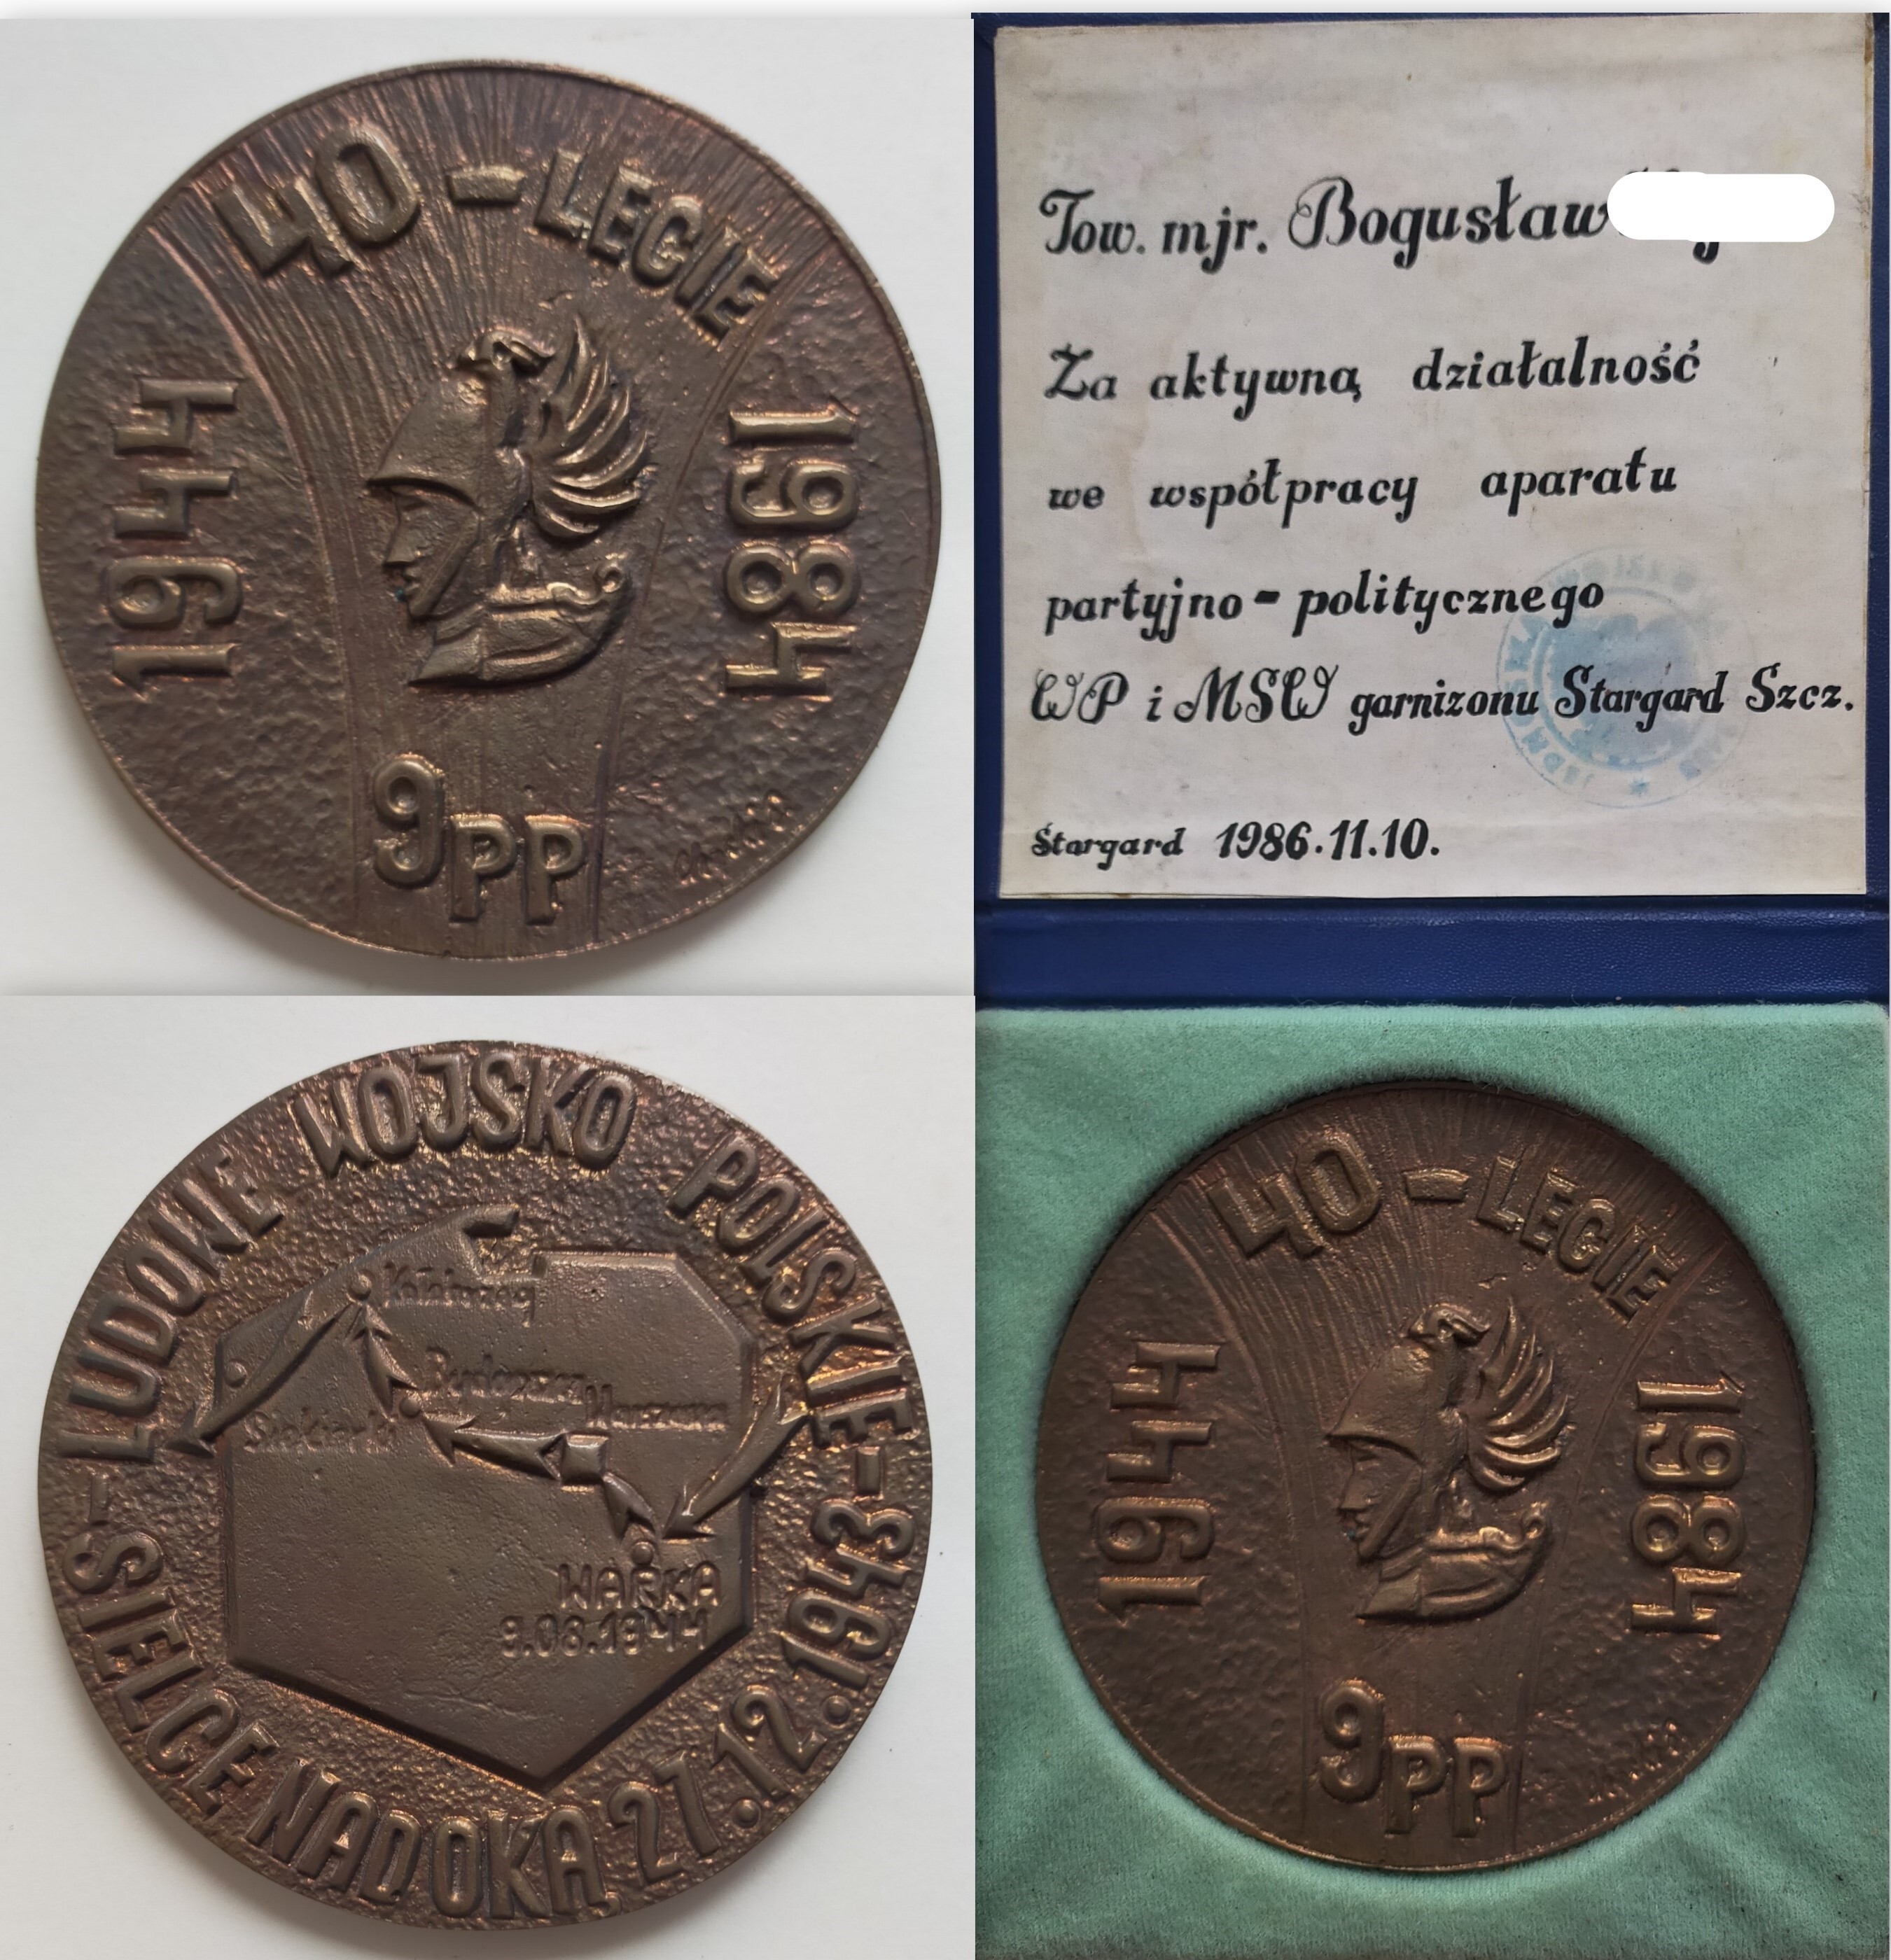 40-LECIE
1944
1984
9PP
Tow. mjr. Bogusław
Za aktywną działalność
we współpracy aparatu
partyjno-politycznego
WP i MSW garnizonu Stargard Szcz.
Stargard 1986.11.10.
LUDOWE WOJSKO POLSKIE-
-SIELCE NADOKĄ 27.12.1943
Kołobrzeg
Bydgoszcz
Warszawa
Siekierki
WARKA
9.08.1944
40-LECIE
1944
1984
9PP